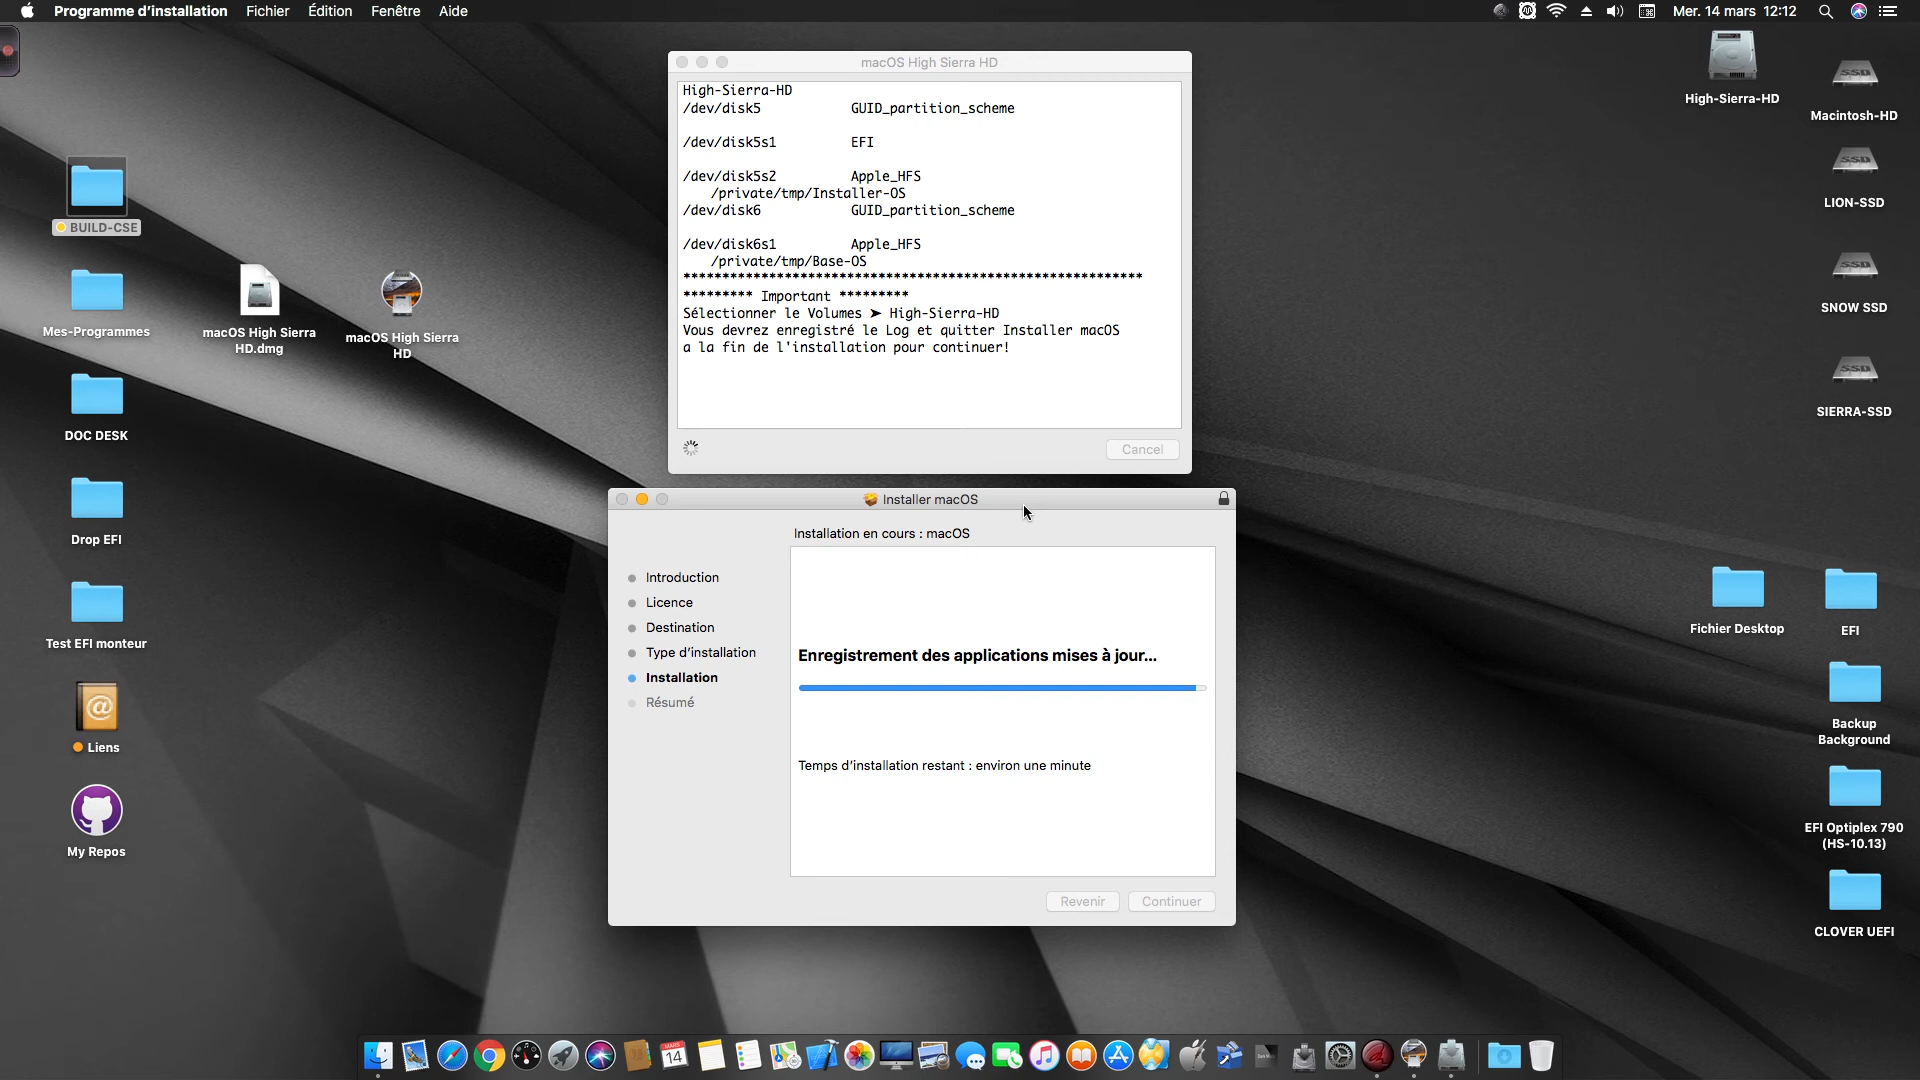 Programme d'installation Fichier Édition Fenêtre Aide
Mer. 14 mars 12:12
macOS High Sierra HD
High-Sierra-HD
/dev/disk5 GUID_partition_scheme
/dev/disk5s1 EFI
/dev/disk5s2 Apple_HFS
/private/tmp/Installer-OS
/dev/disk6 GUID_partition_scheme
/dev/disk6s1 Apple_HFS
/private/tmp/Base-OS
***********************************************************
********* Important *********
Sélectionner le Volumes ➤ High-Sierra-HD
Vous devrez enregistré le Log et quitter Installer macOS
a la fin de l'installation pour continuer!
Cancel
Installer macOS
Installation en cours : macOS
Introduction
Licence
Destination
Type d'installation
Installation
Résumé
Enregistrement des applications mises à jour...
Temps d'installation restant : environ une minute
Revenir Continuer
BUILD-CSE
Mes-Programmes
DOC DESK
Drop EFI
Test EFI monteur
Liens
My Repos
macOS High Sierra
HD.dmg
macOS High Sierra
HD
High-Sierra-HD
SSD
Macintosh-HD
SSD
LION-SSD
SSD
SNOW SSD
SSD
SIERRA-SSD
Fichier Desktop
EFI
Backup
Background
EFI Optiplex 790
(HS-10.13)
CLOVER UEFI
MARS
14